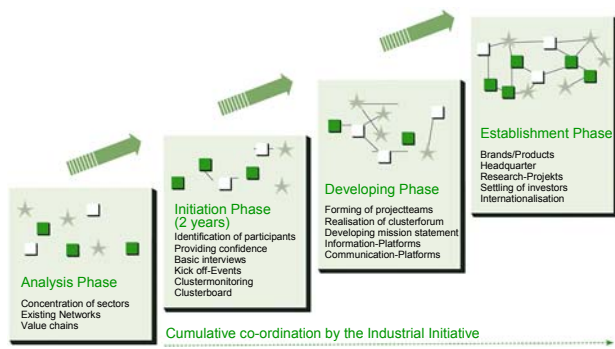 Analysis Phase
Concentration of sectors
Existing Networks
Value chains
Initiation Phase
(2 years)
Identification of participants
Providing confidence
Basic interviews
Kick off-Events
Clustermonitoring
Clusterboard
Developing Phase
Forming of projectteams
Realisation of clusterforum
Developing mission statement
Information-Platforms
Communication-Platforms
Establishment Phase
Brands/Products
Headquarter
Research-Projekts
Settling of investors
Internationalisation
Cumulative co-ordination by the Industrial Initiative